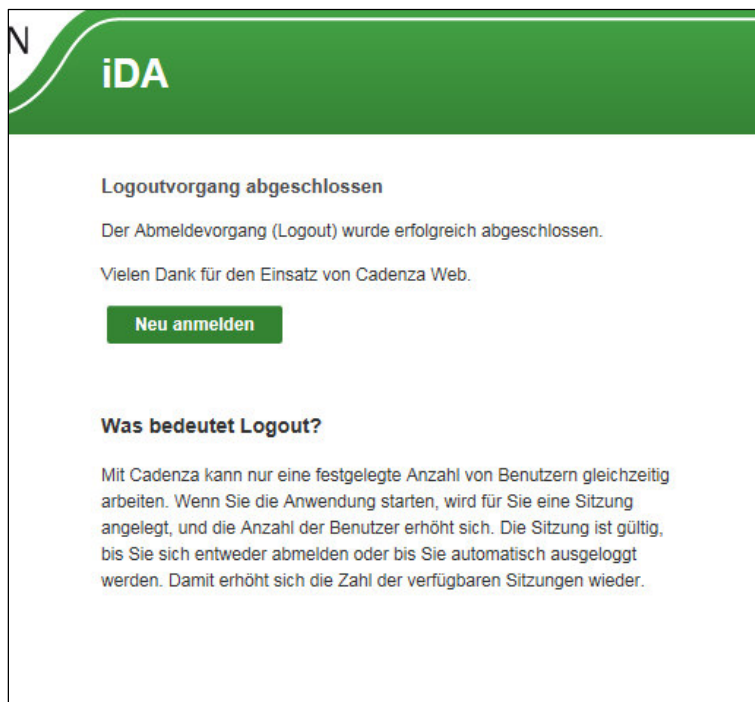 N
iDA
Logoutvorgang abgeschlossen
Der Abmeldevorgang (Logout) wurde erfolgreich abgeschlossen.
Vielen Dank für den Einsatz von Cadenza Web.
Neu anmelden
Was bedeutet Logout?
Mit Cadenza kann nur eine festgelegte Anzahl von Benutzern gleichzeitig
arbeiten. Wenn Sie die Anwendung starten, wird für Sie eine Sitzung
angelegt, und die Anzahl der Benutzer erhöht sich. Die Sitzung ist gültig,
bis Sie sich entweder abmelden oder bis Sie automatisch ausgeloggt
werden. Damit erhöht sich die Zahl der verfügbaren Sitzungen wieder.